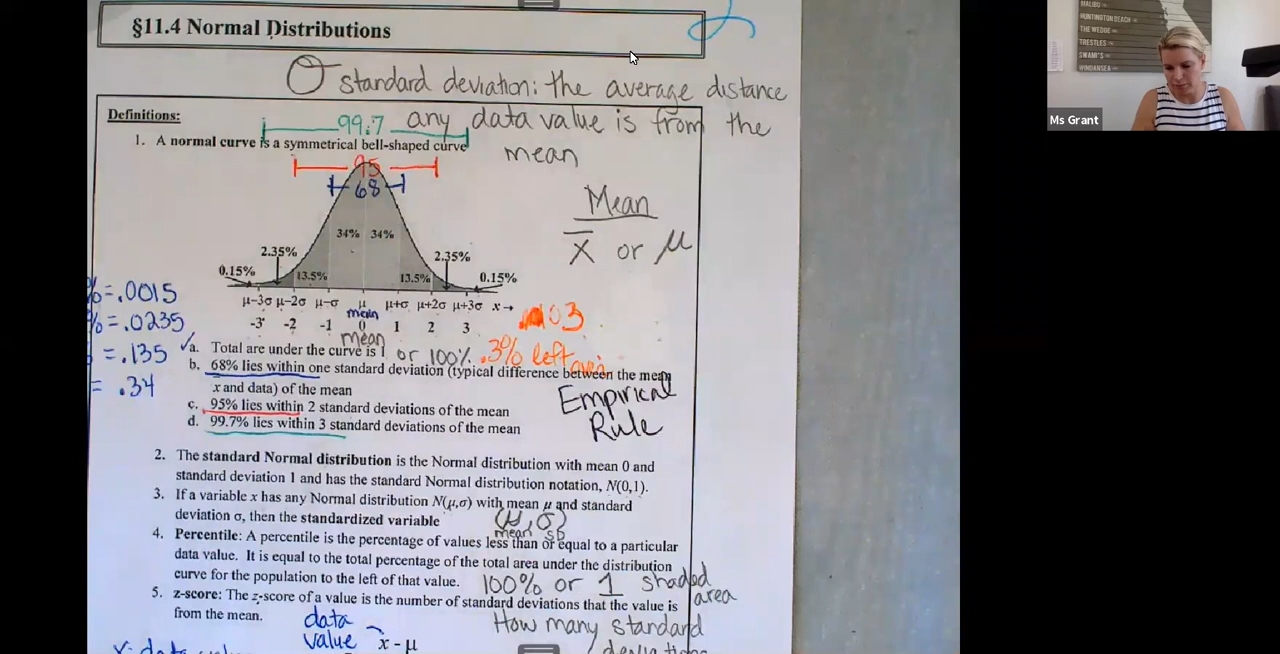 §11.4 Normal Distributions
σ standard deviation: the average distance
any data value is from the
mean
Definitions:
99.7
1. A normal curve is a symmetrical bell-shaped curve
95
68
Mean
x̄ or μ
34% 34%
2.35% 2.35%
0.15% 13.5% 13.5% 0.15%
μ−3σ μ−2σ μ−σ μ μ+σ μ+2σ μ+3σ x→
mean
-3 -2 -1 0 1 2 3
mean
% = .0015
% = .0235
= .135
= .34
03
.3% left over
✓a. Total are under the curve is 1 or 100%
b. 68% lies within one standard deviation (typical difference between the mean
x and data) of the mean
c. 95% lies within 2 standard deviations of the mean
d. 99.7% lies within 3 standard deviations of the mean
Empirical
Rule
2. The standard Normal distribution is the Normal distribution with mean 0 and
standard deviation 1 and has the standard Normal distribution notation, N(0,1).
3. If a variable x has any Normal distribution N(μ,σ) with mean μ and standard
deviation σ, then the standardized variable
(μ, σ)
mean SD
4. Percentile: A percentile is the percentage of values less than or equal to a particular
data value. It is equal to the total percentage of the total area under the distribution
curve for the population to the left of that value.
100% or 1 shaded
area
5. z-score: The z-score of a value is the number of standard deviations that the value is
from the mean.
How many standard
data
value
x − μ
x: data
MALIBU
HUNTINGTON BEACH
THE WEDGE
TRESTLES
SWAMI'S
WINDANSEA
Ms Grant